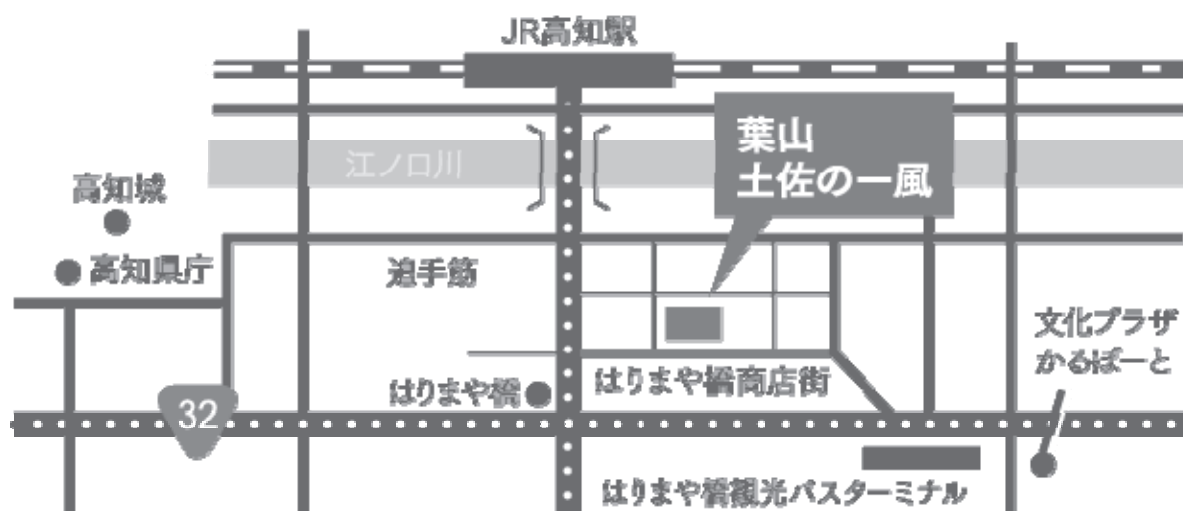 JR高知駅
葉山
土佐の一風
江ノ口川
高知城
高知県庁
追手筋
文化プラザ
かるぽーと
はりまや橋
はりまや橋商店街
32
はりまや橋観光バスターミナル